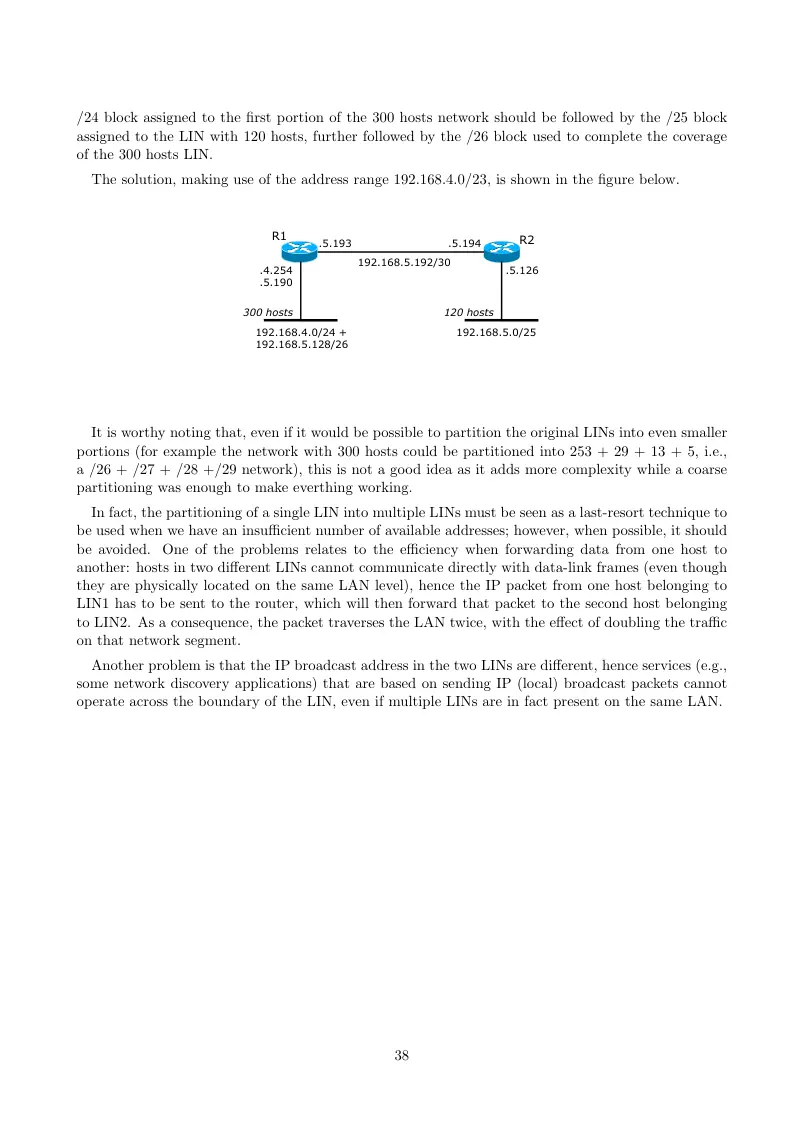 /24 block assigned to the first portion of the 300 hosts network should be followed by the /25 block
assigned to the LIN with 120 hosts, further followed by the /26 block used to complete the coverage
of the 300 hosts LIN.
The solution, making use of the address range 192.168.4.0/23, is shown in the figure below.
R1
.5.193
.5.194
R2
192.168.5.192/30
.4.254
.5.190
.5.126
300 hosts
120 hosts
192.168.4.0/24 +
192.168.5.128/26
192.168.5.0/25
It is worthy noting that, even if it would be possible to partition the original LINs into even smaller
portions (for example the network with 300 hosts could be partitioned into 253 + 29 + 13 + 5, i.e.,
a /26 + /27 + /28 +/29 network), this is not a good idea as it adds more complexity while a coarse
partitioning was enough to make everthing working.
In fact, the partitioning of a single LIN into multiple LINs must be seen as a last-resort technique to
be used when we have an insufficient number of available addresses; however, when possible, it should
be avoided. One of the problems relates to the efficiency when forwarding data from one host to
another: hosts in two different LINs cannot communicate directly with data-link frames (even though
they are physically located on the same LAN level), hence the IP packet from one host belonging to
LIN1 has to be sent to the router, which will then forward that packet to the second host belonging
to LIN2. As a consequence, the packet traverses the LAN twice, with the effect of doubling the traffic
on that network segment.
Another problem is that the IP broadcast address in the two LINs are different, hence services (e.g.,
some network discovery applications) that are based on sending IP (local) broadcast packets cannot
operate across the boundary of the LIN, even if multiple LINs are in fact present on the same LAN.
38